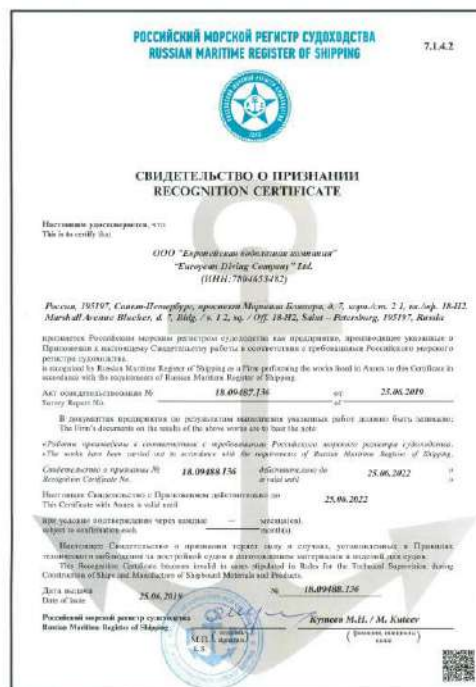 РОССИЙСКИЙ МОРСКОЙ РЕГИСТР СУДОХОДСТВА
RUSSIAN MARITIME REGISTER OF SHIPPING
7.1.4.2
СВИДЕТЕЛЬСТВО О ПРИЗНАНИИ
RECOGNITION CERTIFICATE
Настоящим удостоверяется, что
This is to certify that
ООО "Европейская водолазная компания"
"European Diving Company" Ltd.
(ИНН:7804653482)
Россия, 195197, Санкт-Петербург, проспект Маршала Блюхера, д. 7, корп./ст. 2 1, кв./оф. 18-Н2.
Marshall Avenue Blucher, d. 7, Bldg. / s. 1 2, sq. / Off. 18-H2, Saint – Petersburg, 195197, Russia
признается Российским морским регистром судоходства как предприятие, производящее указанные в
Приложении к настоящему Свидетельству работы в соответствии с требованиями Российского морского
регистра судоходства.
is recognized by Russian Maritime Register of Shipping as a Firm performing the works listed in Annex to this Certificate in
accordance with the requirements of Russian Maritime Register of Shipping.
Акт освидетельствования № 18.09487.136 от 25.06.2019
Survey Report No. of
В документах предприятия по результатам выполнения указанных работ должно быть записано:
The Firm's documents on the results of the above works are to bear the note:
«Работы произведены в соответствии с требованиями Российского морского регистра судоходства.
«The works have been carried out in accordance with the requirements of Russian Maritime Register of Shipping.
Свидетельство о признании № 18.09488.136 действительно до 25.06.2022 »
Recognition Certificate No. is valid until »
Настоящее Свидетельство с Приложением действительно до 25.06.2022
This Certificate with Annex is valid until
при условии подтверждения через каждые — месяца(ев).
subject to confirmation each month(s).
Настоящее Свидетельство о признании теряет силу в случаях, установленных в Правилах
технического наблюдения за постройкой судов и изготовлением материалов и изделий для судов.
This Recognition Certificate becomes invalid in cases stipulated in Rules for the Technical Supervision during
Construction of Ships and Manufacture of Shipboard Materials and Products.
Дата выдачи 25.06.2019 № 18.09488.136
Date of issue
Российский морской регистр судоходства Кутеев М.Н. / M. Kuteev
Russian Maritime Register of Shipping
М.П.
L.S.